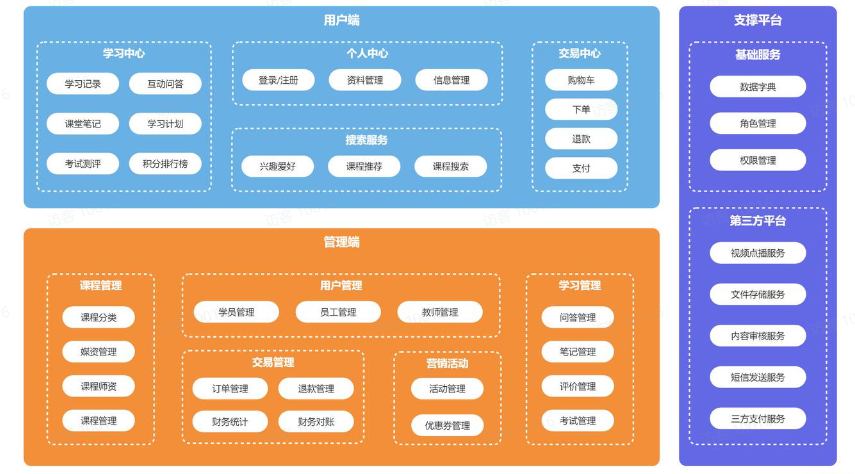 用户端
学习中心
学习记录
互动问答
课堂笔记
学习计划
考试测评
积分排行榜
个人中心
登录/注册
资料管理
信息管理
搜索服务
兴趣爱好
课程推荐
课程搜索
交易中心
购物车
下单
退款
支付
管理端
课程管理
课程分类
媒资管理
课程师资
课程管理
用户管理
学员管理
员工管理
教师管理
交易管理
订单管理
退款管理
财务统计
财务对账
营销活动
活动管理
优惠券管理
学习管理
问答管理
笔记管理
评价管理
考试管理
支撑平台
基础服务
数据字典
角色管理
权限管理
第三方平台
视频点播服务
文件存储服务
内容审核服务
短信发送服务
三方支付服务